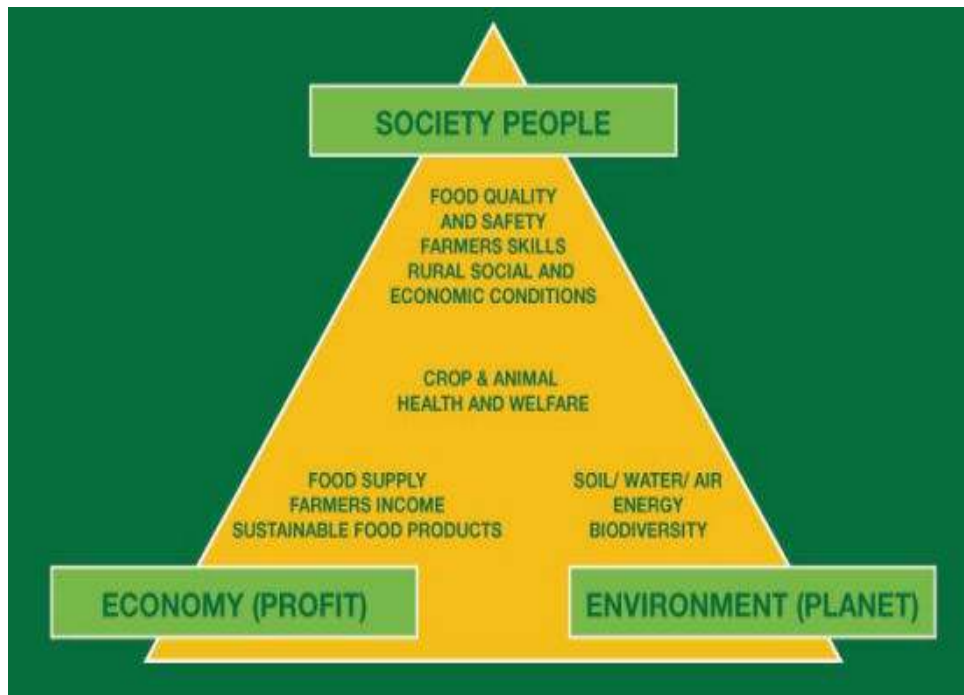 SOCIETY PEOPLE
FOOD QUALITY
AND SAFETY
FARMERS SKILLS
RURAL SOCIAL AND
ECONOMIC CONDITIONS
CROP & ANIMAL
HEALTH AND WELFARE
FOOD SUPPLY
FARMERS INCOME
SUSTAINABLE FOOD PRODUCTS
SOIL/ WATER/ AIR
ENERGY
BIODIVERSITY
ECONOMY (PROFIT)
ENVIRONMENT (PLANET)